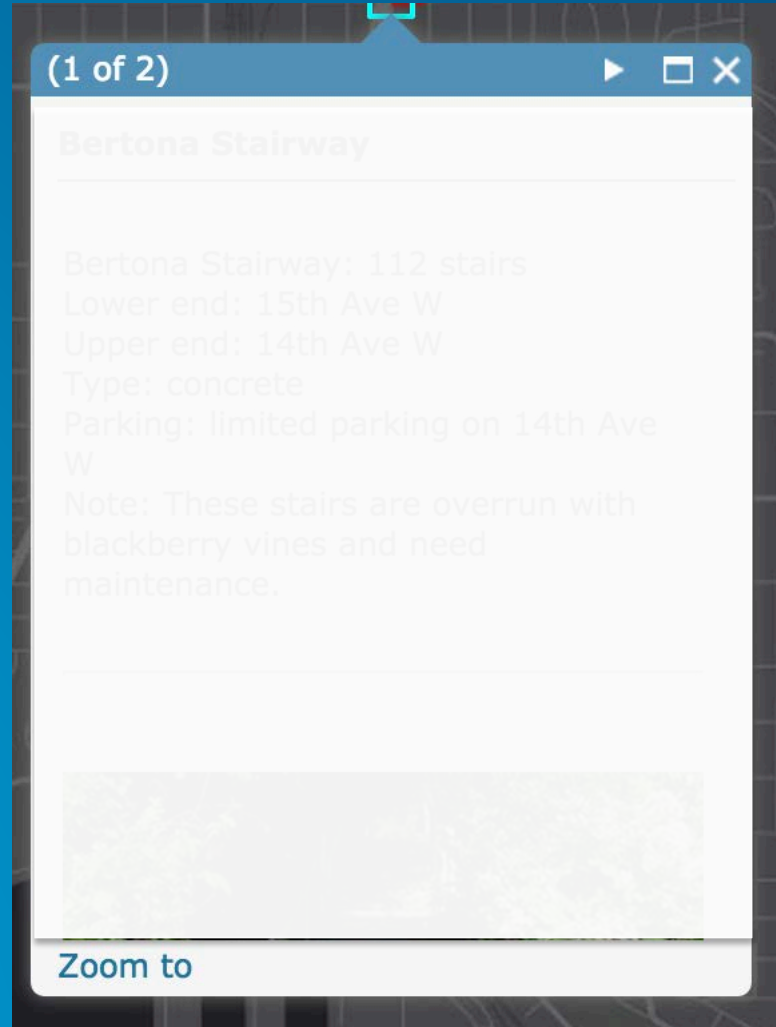 (1 of 2)
Bertona Stairway
Bertona Stairway: 112 stairs
Lower end: 15th Ave W
Upper end: 14th Ave W
Type: concrete
Parking: limited parking on 14th Ave
W
Note: These stairs are overrun with
blackberry vines and need
maintenance.
Zoom to